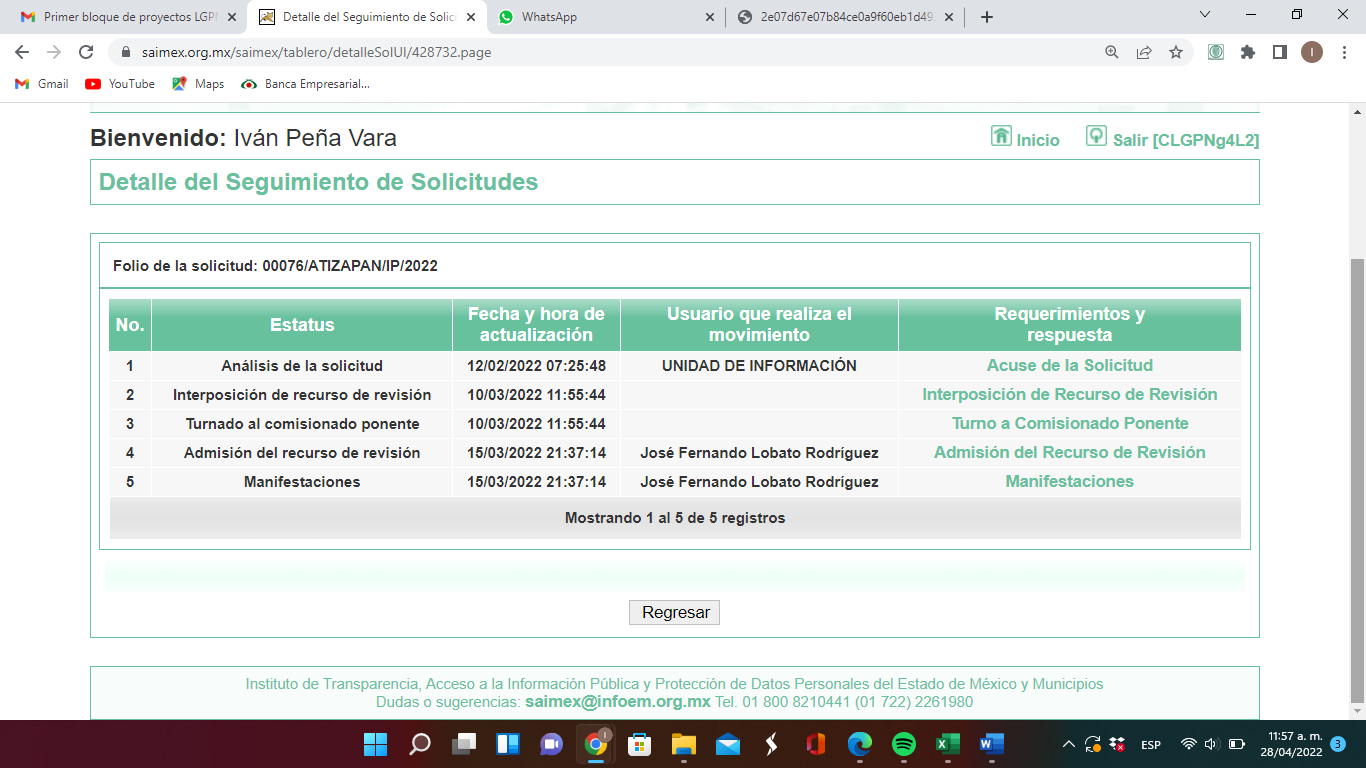 Primer bloque de proyectos LGPN
Detalle del Seguimiento de Solic
WhatsApp
2e07d67e07b84ce0a9f60eb1d49
saimex.org.mx/saimex/tablero/detalleSolUI/428732.page
I
Gmail
YouTube
Maps
Banca Empresarial...
Bienvenido: Iván Peña Vara
Inicio
Salir [CLGPNg4L2]
Detalle del Seguimiento de Solicitudes
Folio de la solicitud: 00076/ATIZAPAN/IP/2022
No. Estatus Fecha y hora de actualización Usuario que realiza el movimiento Requerimientos y respuesta
1 Análisis de la solicitud 12/02/2022 07:25:48 UNIDAD DE INFORMACIÓN Acuse de la Solicitud
2 Interposición de recurso de revisión 10/03/2022 11:55:44 Interposición de Recurso de Revisión
3 Turnado al comisionado ponente 10/03/2022 11:55:44 Turno a Comisionado Ponente
4 Admisión del recurso de revisión 15/03/2022 21:37:14 José Fernando Lobato Rodríguez Admisión del Recurso de Revisión
5 Manifestaciones 15/03/2022 21:37:14 José Fernando Lobato Rodríguez Manifestaciones
Mostrando 1 al 5 de 5 registros
Regresar
Instituto de Transparencia, Acceso a la Información Pública y Protección de Datos Personales del Estado de México y Municipios
Dudas o sugerencias: saimex@infoem.org.mx Tel. 01 800 8210441 (01 722) 2261980
ESP
11:57 a. m.
28/04/2022
3